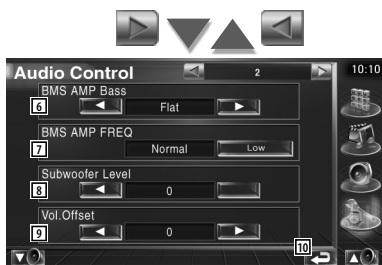 Audio Control 2 10:10
BMS AMP Bass
6 Flat
BMS AMP FREQ
7 Normal Low
Subwoofer Level
8 0
Vol.Offset
9 0
10